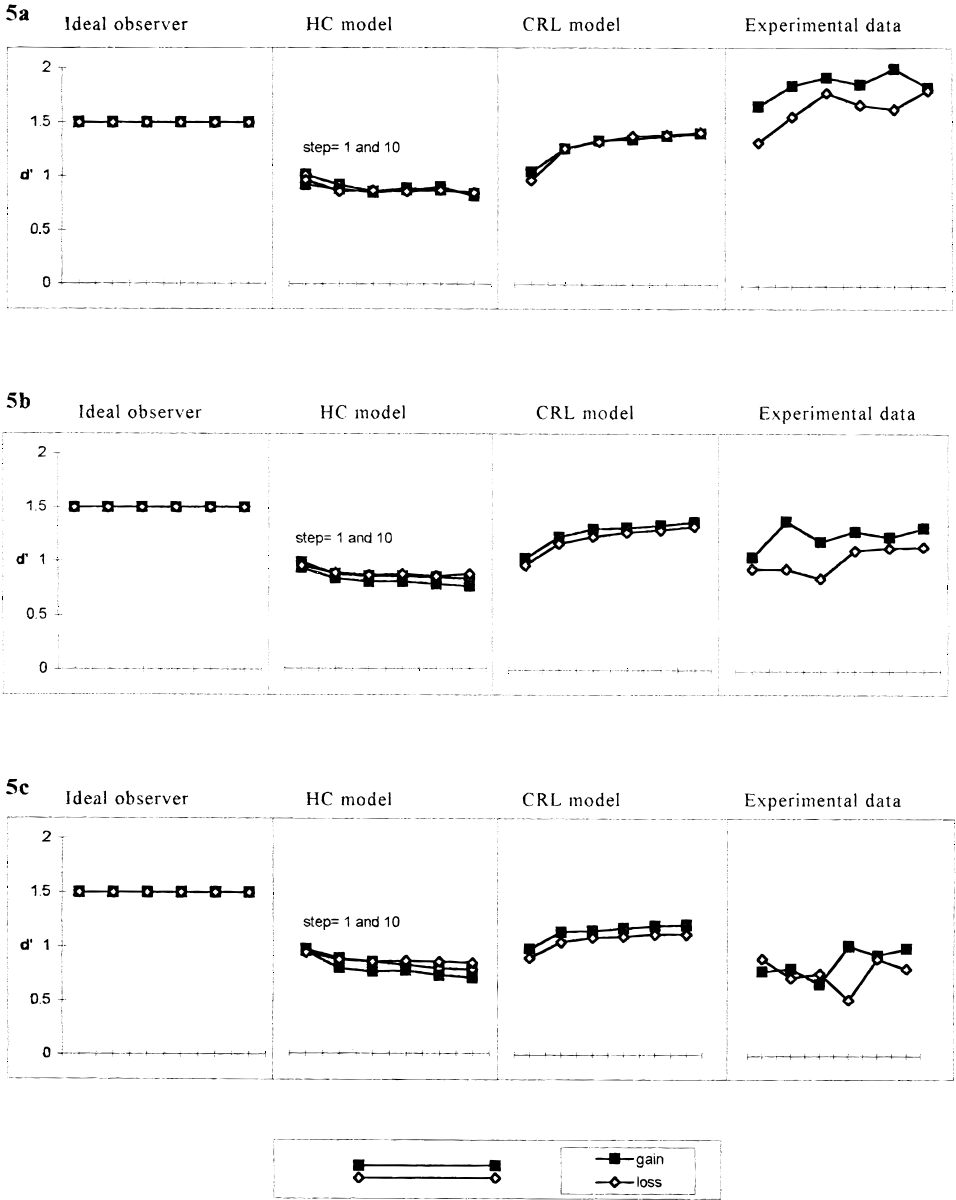 5a
Ideal observer HC model CRL model Experimental data
2
1.5
step= 1 and 10
d' 1
0.5
0
5b
Ideal observer HC model CRL model Experimental data
2
1.5
step= 1 and 10
d' 1
0.5
0
5c
Ideal observer HC model CRL model Experimental data
2
1.5
step= 1 and 10
d' 1
0.5
0
gain
loss